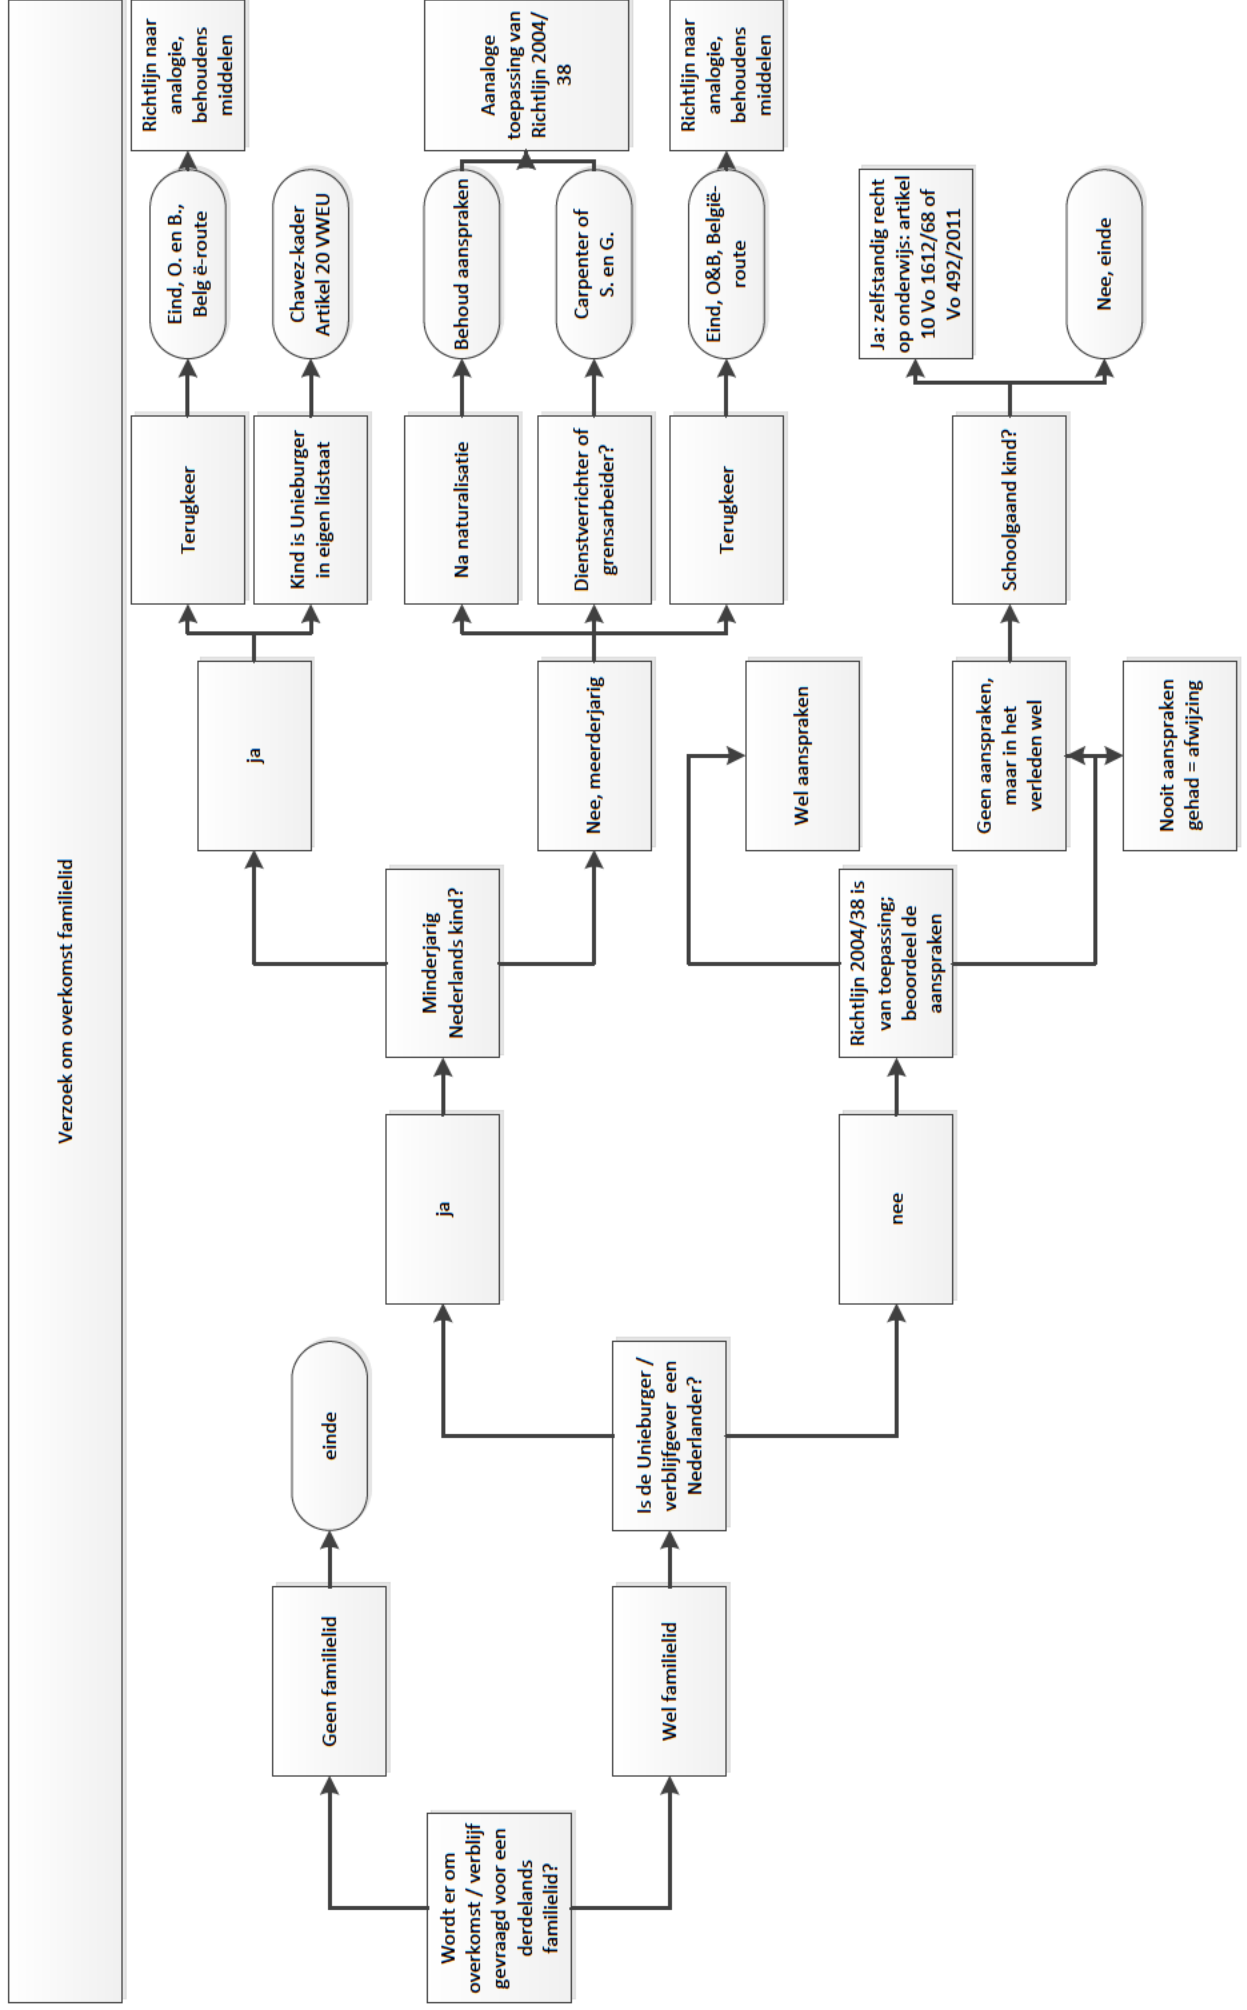 Verzoek om overkomst familielid
Wordt er om
overkomst / verblijf
gevraagd voor een
derdelands
familielid?
Geen familielid
einde
Wel familielid
Is de Unieburger /
verblijfgever een
Nederlander?
ja
Minderjarig
Nederlands kind?
ja
Terugkeer
Eind, O. en B.,
Belg ë-route
Richtlijn naar
analogie,
behoudens
middelen
Kind is Unieburger
in eigen lidstaat
Chavez-kader
Artikel 20 VWEU
Nee, meerderjarig
Na naturalisatie
Behoud aanspraken
Dienstverrichter of
grensarbeider?
Carpenter of
S. en G.
Aanaloge
toepassing van
Richtlijn 2004/
38
Terugkeer
Eind, O&B, België-
route
Richtlijn naar
analogie,
behoudens
middelen
nee
Richtlijn 2004/38 is
van toepassing;
beoordeel de
aanspraken
Wel aanspraken
Geen aanspraken,
maar in het
verleden wel
Schoolgaand kind?
Ja: zelfstandig recht
op onderwijs: artikel
10 Vo 1612/68 of
Vo 492/2011
Nee, einde
Nooit aanspraken
gehad = afwijzing